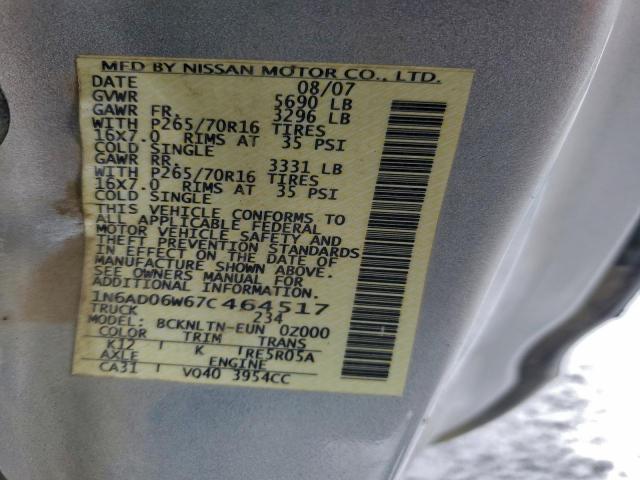 MFD BY NISSAN MOTOR CO., LTD.
DATE 08/07
GVWR 5690 LB
GAWR FR. 3296 LB
WITH P265/70R16 TIRES
16X7.0 RIMS AT 35 PSI
COLD SINGLE
GAWR RR. 3331 LB
WITH P265/70R16 TIRES
16X7.0 RIMS AT 35 PSI
COLD SINGLE
THIS VEHICLE CONFORMS TO
ALL APPLICABLE FEDERAL
MOTOR VEHICLE SAFETY AND
THEFT PREVENTION STANDARDS
IN EFFECT ON THE DATE OF
MANUFACTURE SHOWN ABOVE.
SEE OWNERS MANUAL FOR
ADDITIONAL INFORMATION.
1N6AD06W67C464517
TRUCK 234
MODEL: BCKNLTN-EUN 0Z000
COLOR TRIM TRANS
K12 K RE5R05A
AXLE ENGINE
CA31 VQ40 3954CC